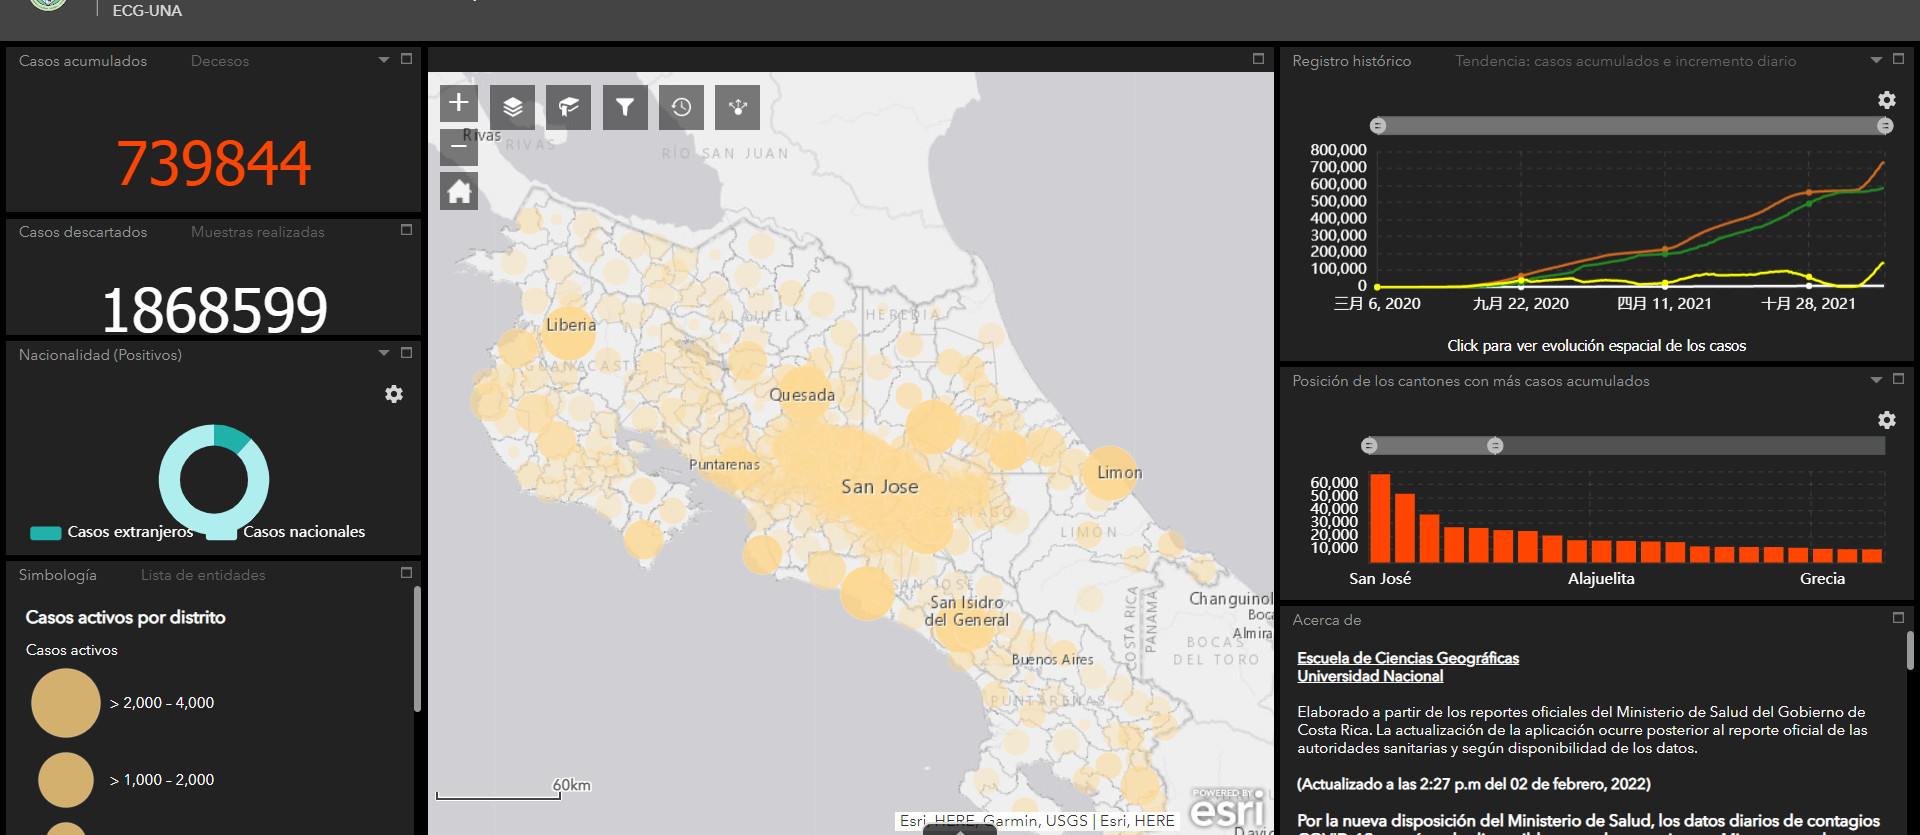 ECG-UNA
Casos acumulados
Decesos
739844
Casos descartados
Muestras realizadas
1868599
Nacionalidad (Positivos)
Casos extranjeros
Casos nacionales
Simbología
Lista de entidades
Casos activos por distrito
Casos activos
> 2,000 – 4,000
> 1,000 – 2,000
Rivas
RIVAS
RÍO SAN JUAN
Liberia
ALAJUELA
HEREDIA
GUANACASTE
Quesada
Puntarenas
San Jose
Limon
CARTAGO
LIMON
SAN JOSE
San Isidro
del General
Changuinol
Boca
Almira
COSTA RICA
PANAMA
BOCAS
DEL TORO
Buenos Aires
PUNTARENAS
60km
POWERED BY
esri
Esri, HERE, Garmin, USGS | Esri, HERE
David
Registro histórico
Tendencia: casos acumulados e incremento diario
800,000
700,000
600,000
500,000
400,000
300,000
200,000
100,000
0
三月 6, 2020
九月 22, 2020
四月 11, 2021
十月 28, 2021
Click para ver evolución espacial de los casos
Posición de los cantones con más casos acumulados
60,000
50,000
40,000
30,000
20,000
10,000
San José
Alajuelita
Grecia
Acerca de
Escuela de Ciencias Geográficas
Universidad Nacional
Elaborado a partir de los reportes oficiales del Ministerio de Salud del Gobierno de
Costa Rica. La actualización de la aplicación ocurre posterior al reporte oficial de las
autoridades sanitarias y según disponibilidad de los datos.
(Actualizado a las 2:27 p.m del 02 de febrero, 2022)
Por la nueva disposición del Ministerio de Salud, los datos diarios de contagios